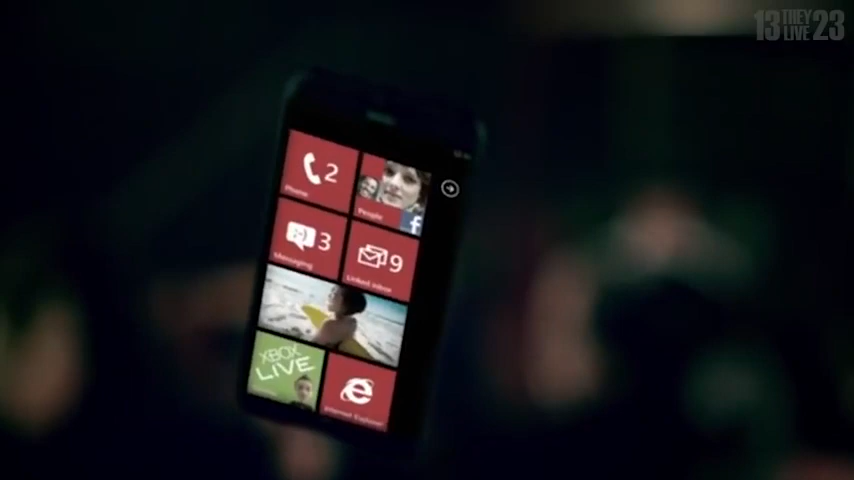 13 THEY LIVE 23
2
Phone
People
f
3
Messaging
9
Linked inbox
XBOX
LIVE
Internet Explorer